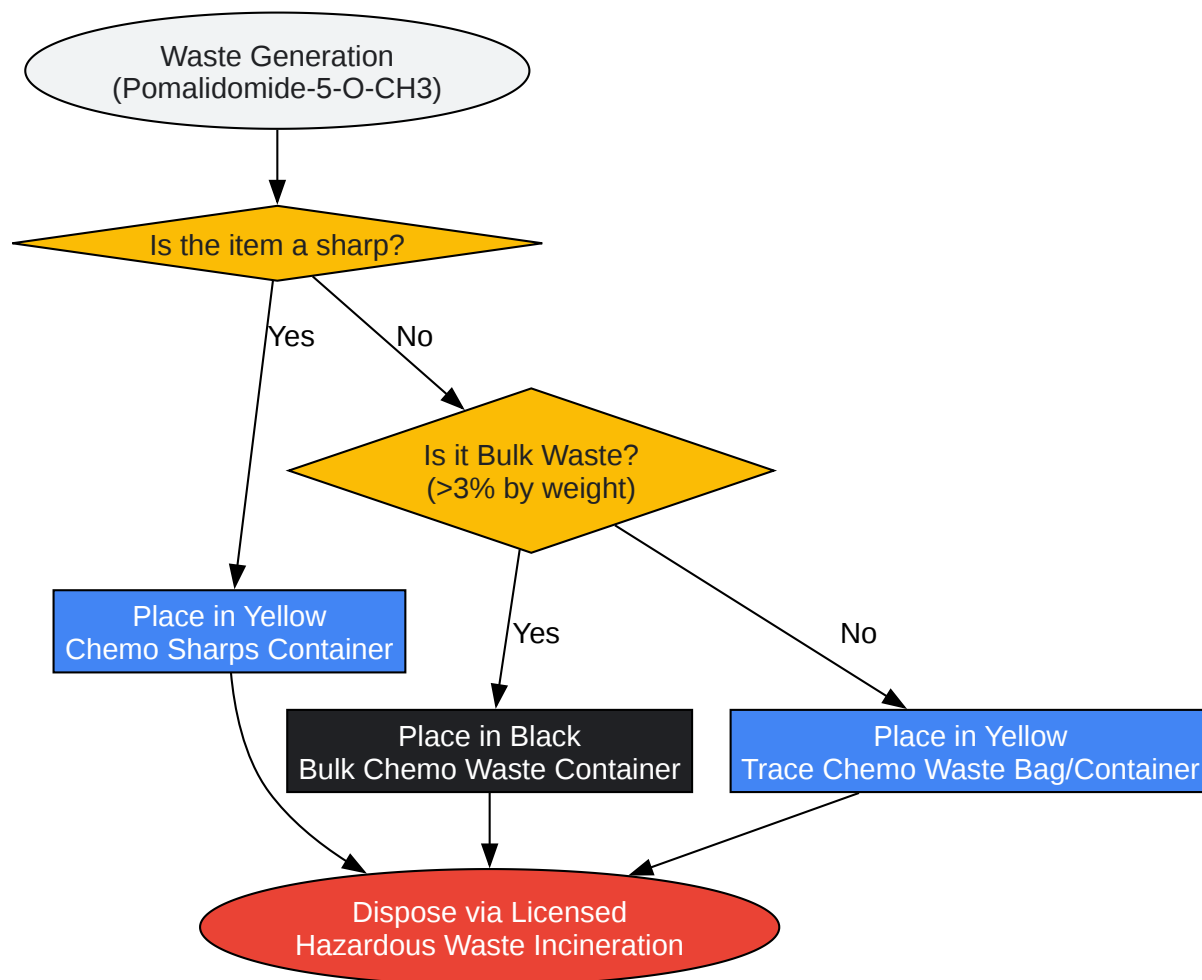 Waste Generation
(Pomalidomide-5-O-CH3)
Is the item a sharp?
Yes
No
Is it Bulk Waste?
(>3% by weight)
Place in Yellow
Chemo Sharps Container
Yes
No
Place in Black
Bulk Chemo Waste Container
Place in Yellow
Trace Chemo Waste Bag/Container
Dispose via Licensed
Hazardous Waste Incineration